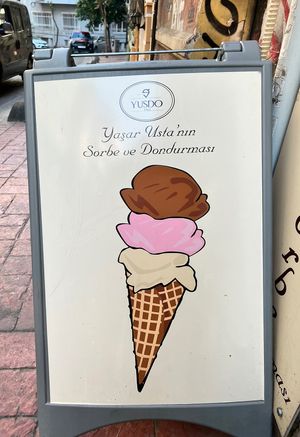 YUSDO
Yaşar Usta'nın
Sorbe ve Dondurması